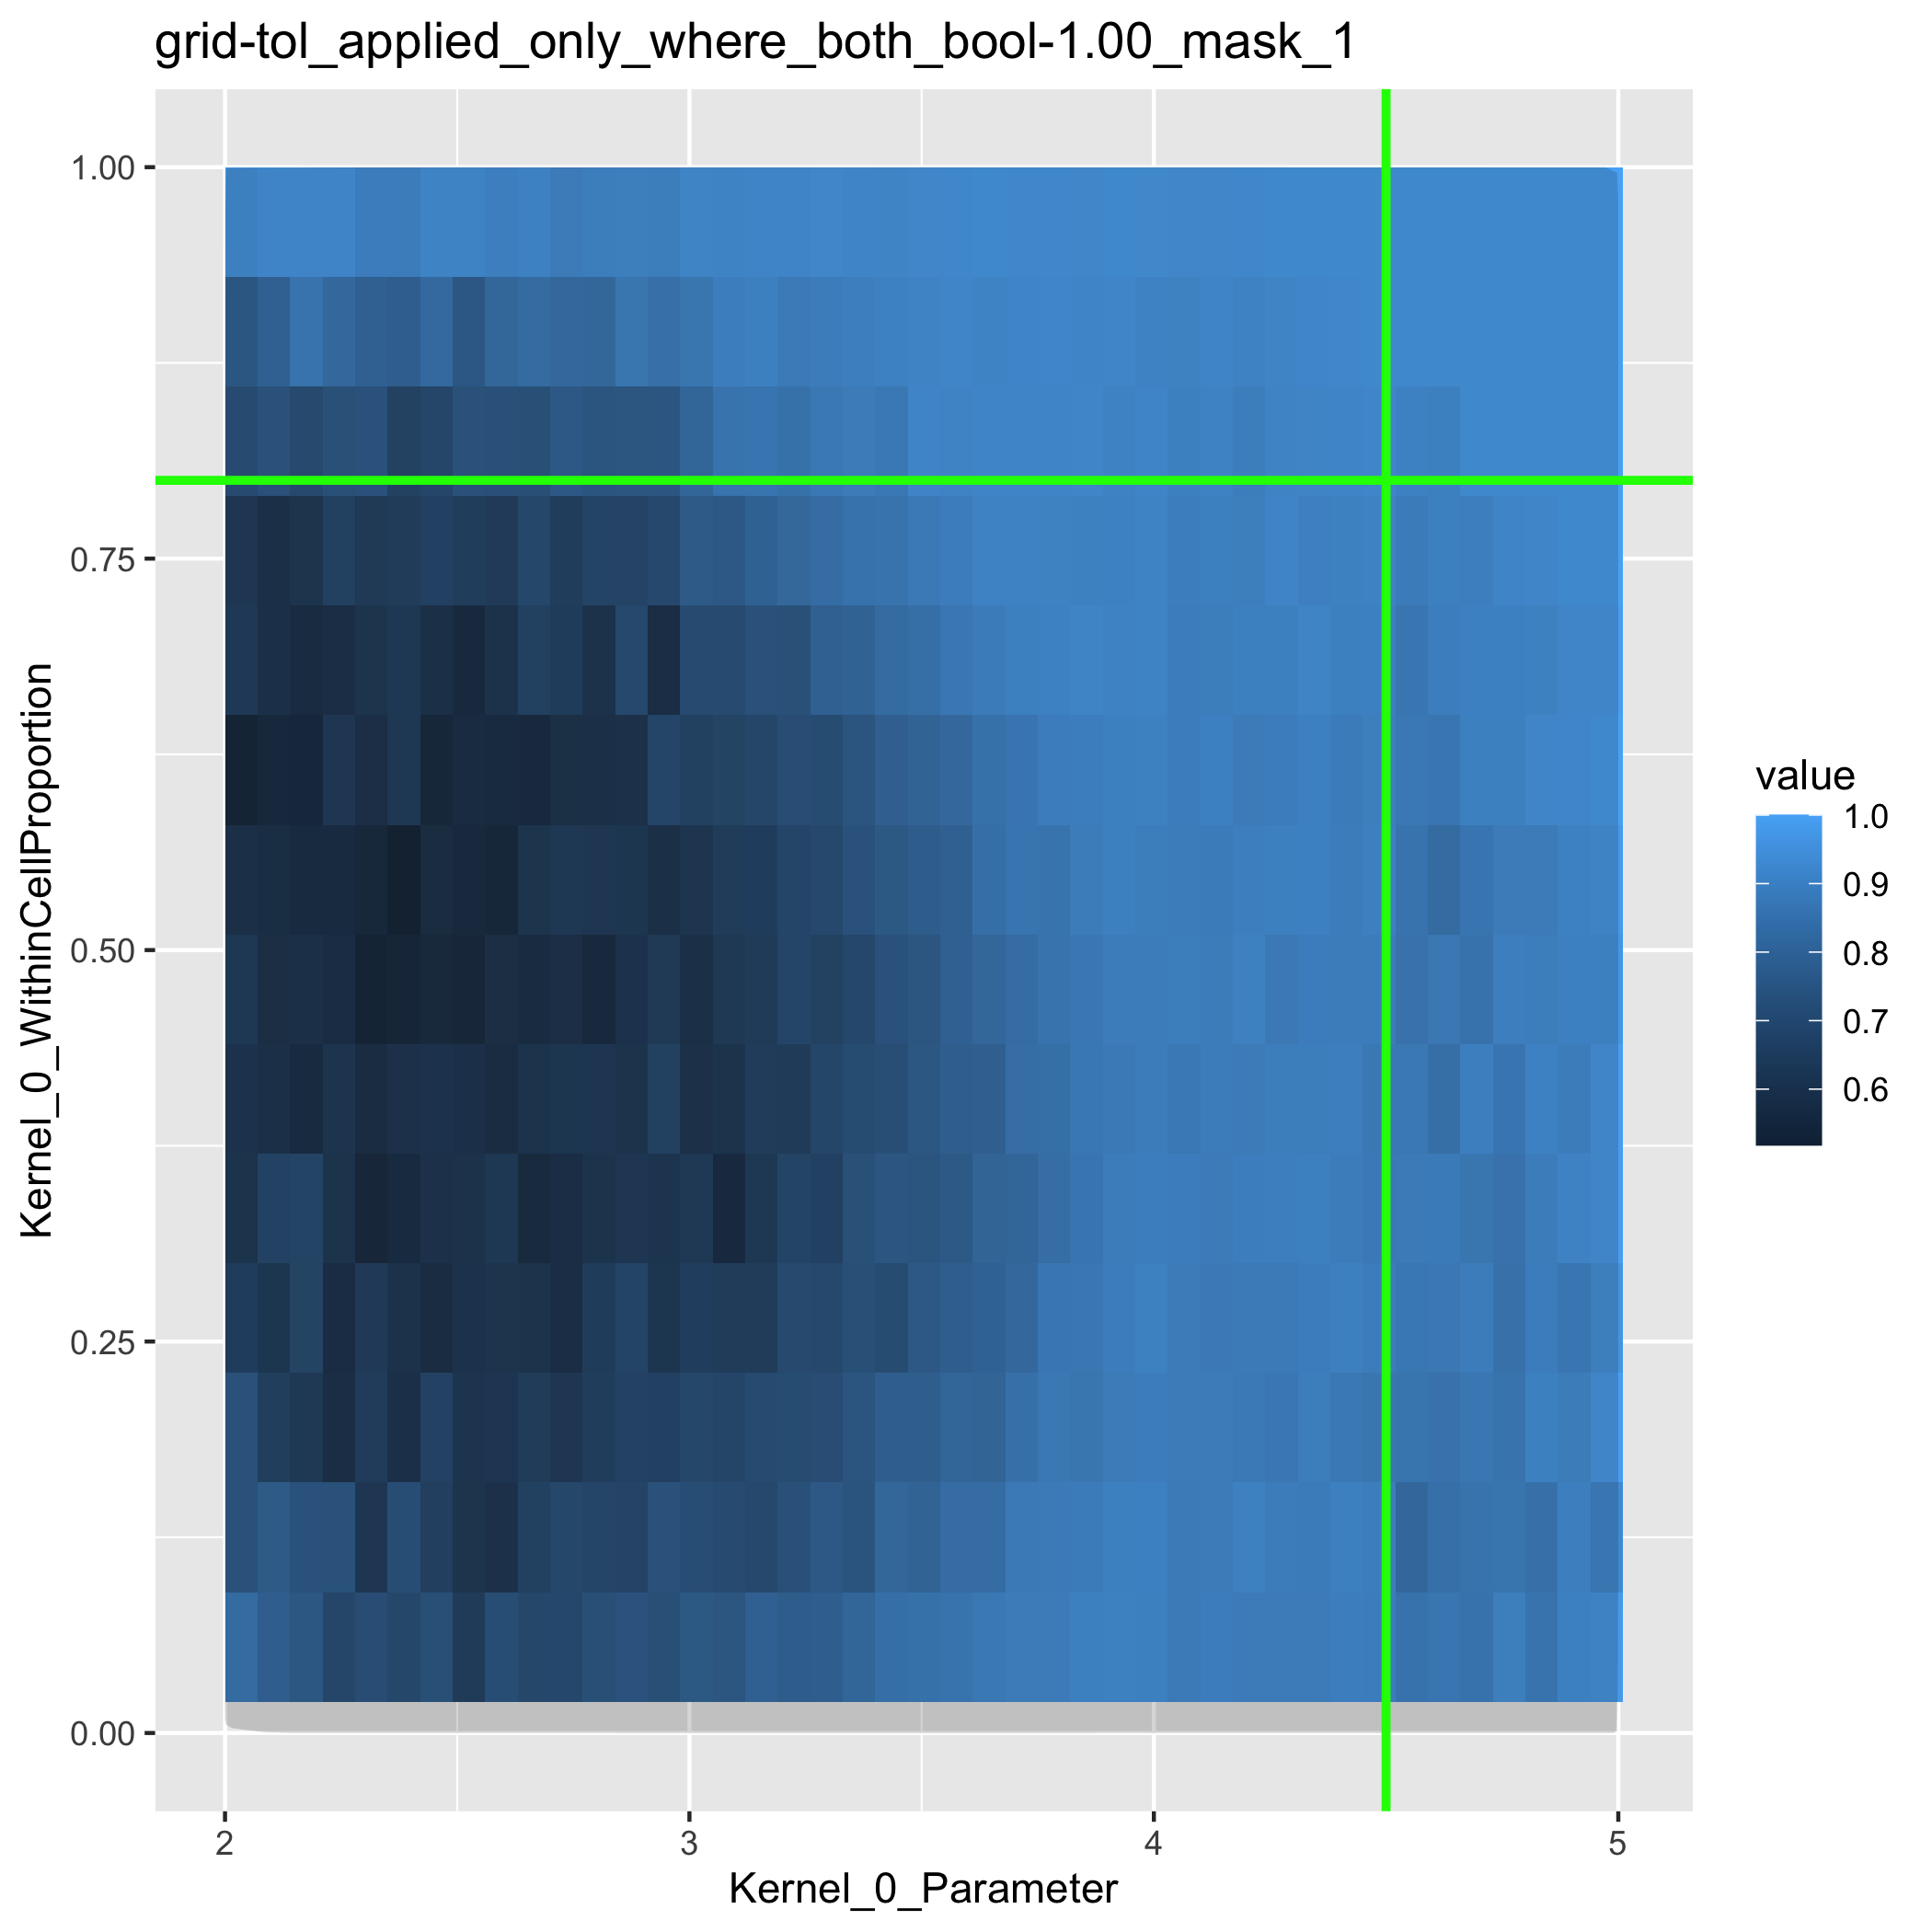 grid-tol_applied_only_where_both_bool-1.00_mask_1
1.00
0.75
0.50
0.25
0.00
Kernel_0_WithinCellProportion
2 3 4 5
Kernel_0_Parameter
value
1.0
0.9
0.8
0.7
0.6